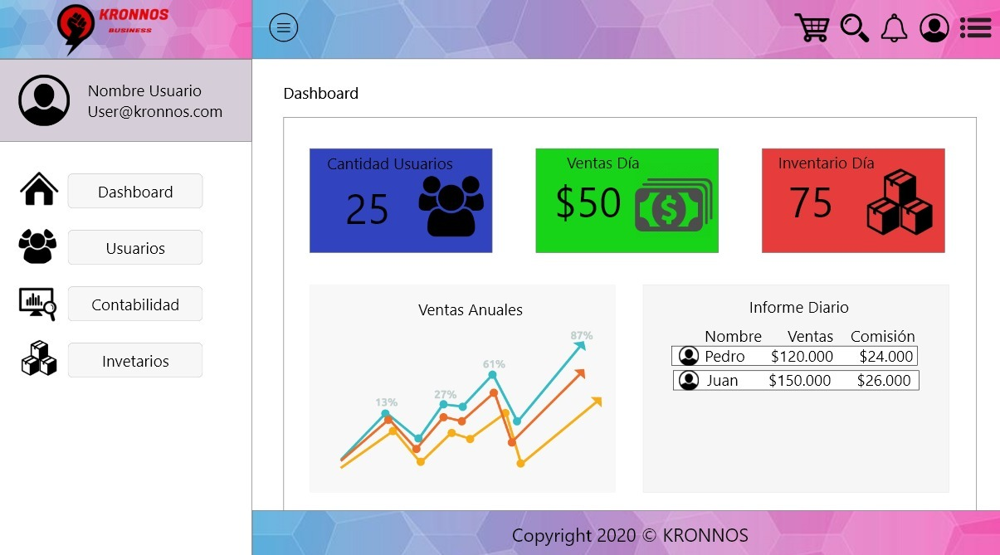 KRONNOS
BUSINESS
Nombre Usuario
User@kronnos.com
Dashboard
Usuarios
Contabilidad
Invetarios
Dashboard
Cantidad Usuarios
25
Ventas Día
$50
Inventario Día
75
Ventas Anuales
13%
27%
61%
87%
Informe Diario
Nombre Ventas Comisión
Pedro $120.000 $24.000
Juan $150.000 $26.000
Copyright 2020 © KRONNOS